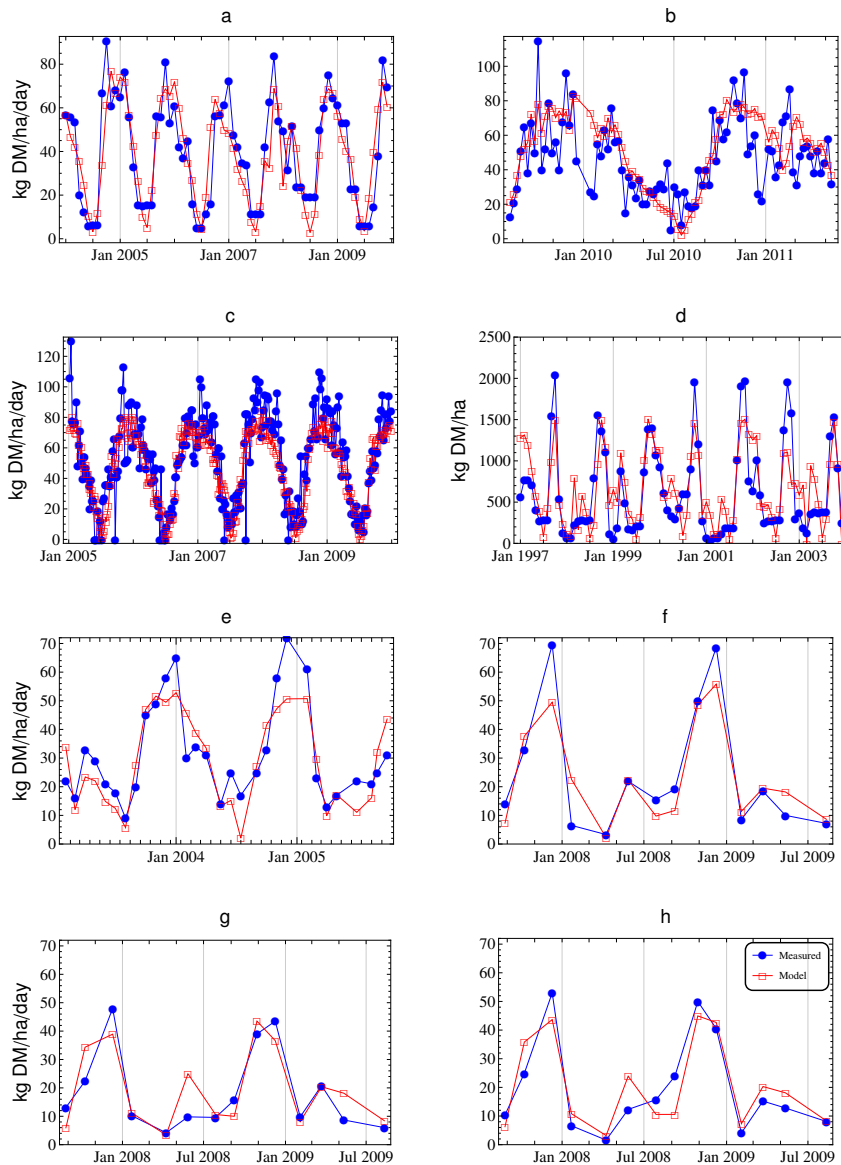 a
b
kg DM/ha/day
80
60
40
20
0
Jan 2005
Jan 2007
Jan 2009
100
80
60
40
20
0
Jan 2010
Jul 2010
Jan 2011
c
d
kg DM/ha/day
120
100
80
60
40
20
0
Jan 2005
Jan 2007
Jan 2009
kg DM/ha
2500
2000
1500
1000
500
0
Jan 1997
Jan 1999
Jan 2001
Jan 2003
e
f
kg DM/ha/day
70
60
50
40
30
20
10
0
Jan 2004
Jan 2005
70
60
50
40
30
20
10
0
Jan 2008
Jul 2008
Jan 2009
Jul 2009
g
h
kg DM/ha/day
70
60
50
40
30
20
10
0
Jan 2008
Jul 2008
Jan 2009
Jul 2009
70
60
50
40
30
20
10
0
Measured
Model
Jan 2008
Jul 2008
Jan 2009
Jul 2009